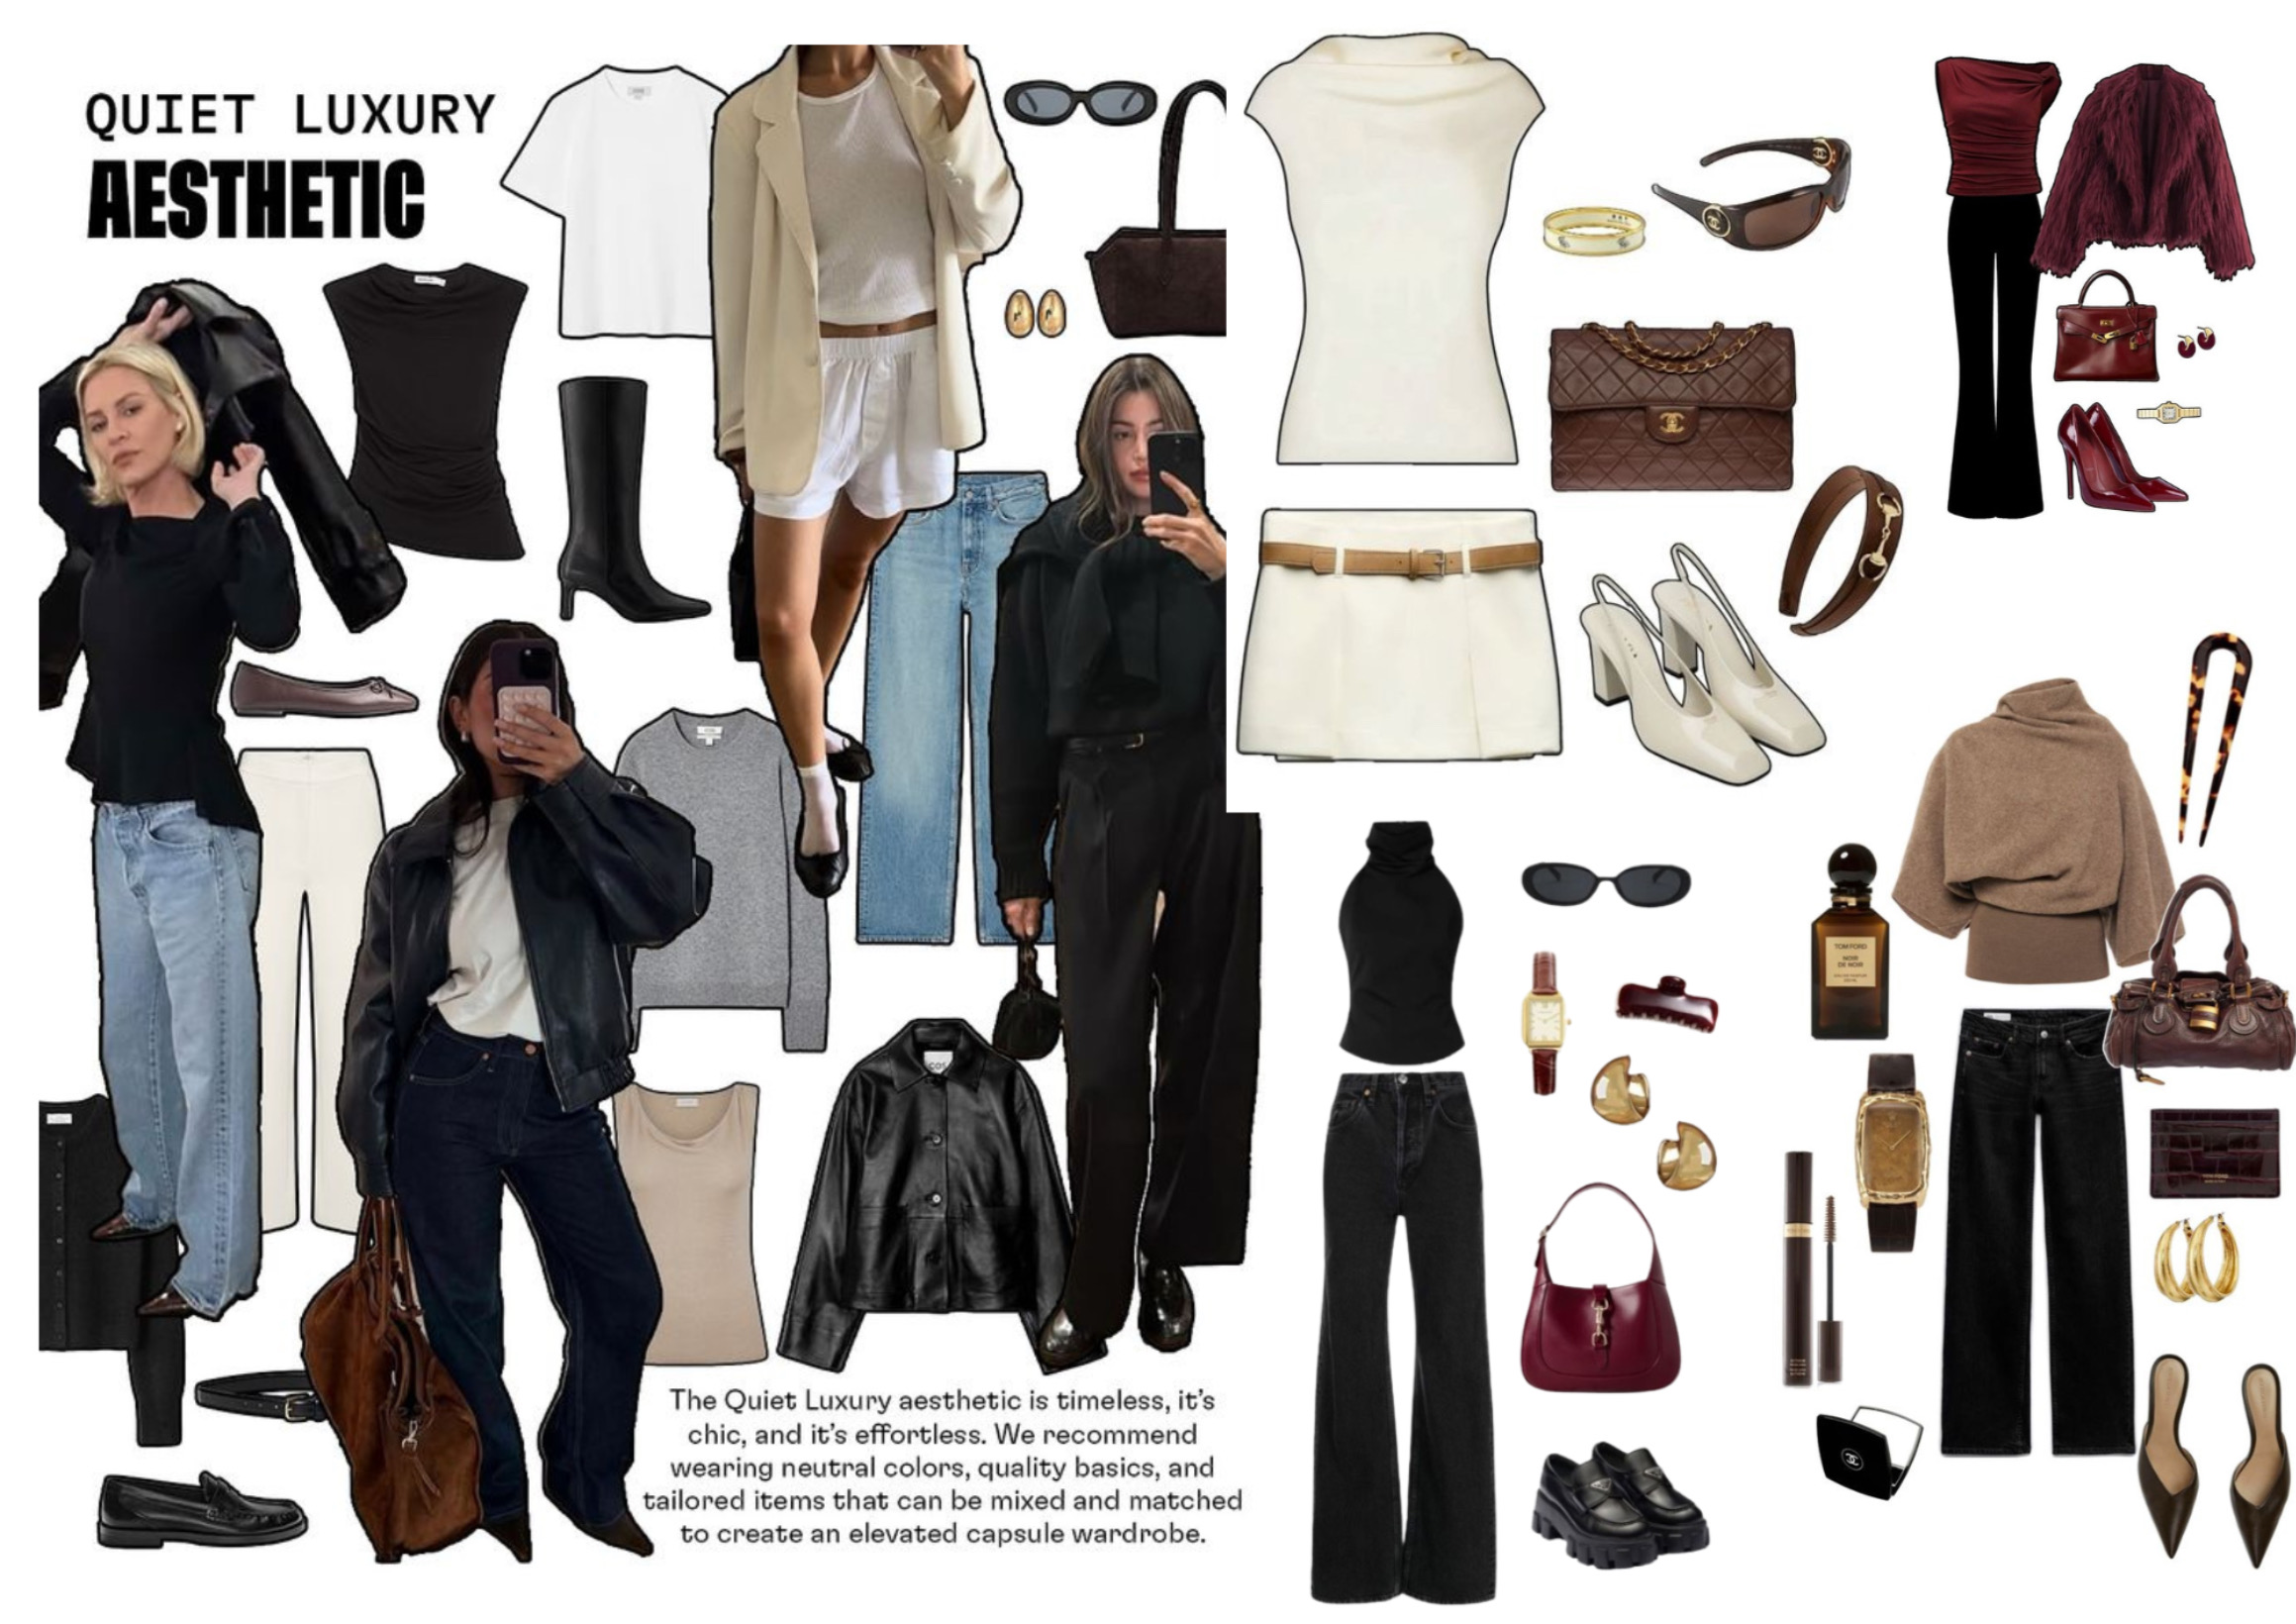 QUIET LUXURY
AESTHETIC
The Quiet Luxury aesthetic is timeless, it's
chic, and it's effortless. We recommend
wearing neutral colors, quality basics, and
tailored items that can be mixed and matched
to create an elevated capsule wardrobe.
cos
TOM FORD
NOIR
DE NOIR